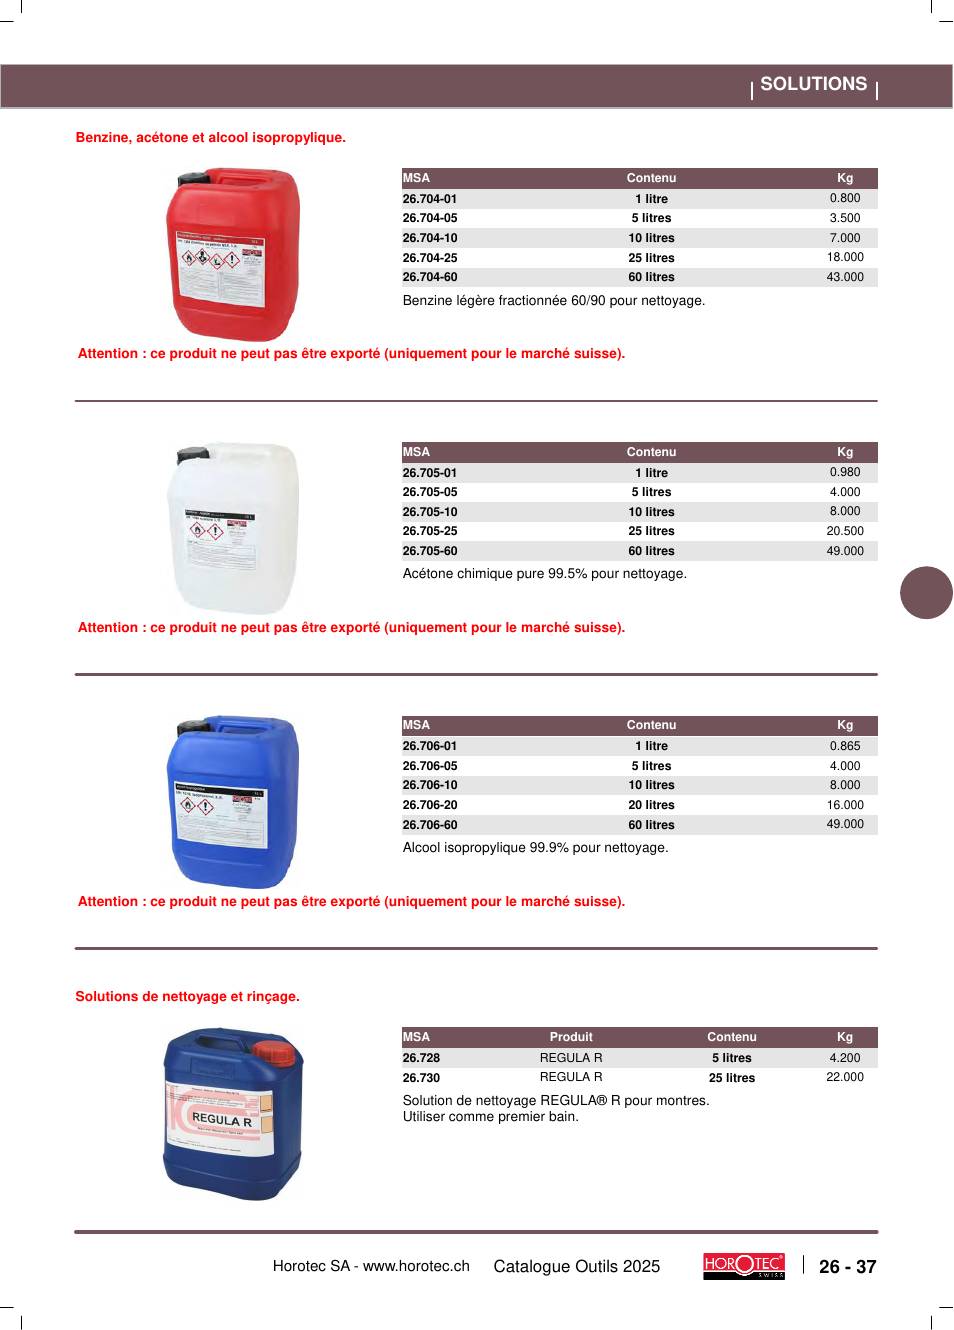 SOLUTIONS
Benzine, acétone et alcool isopropylique.
MSA Contenu Kg
26.704-01 1 litre 0.800
26.704-05 5 litres 3.500
26.704-10 10 litres 7.000
26.704-25 25 litres 18.000
26.704-60 60 litres 43.000
Benzine légère fractionnée 60/90 pour nettoyage.
Attention : ce produit ne peut pas être exporté (uniquement pour le marché suisse).
MSA Contenu Kg
26.705-01 1 litre 0.980
26.705-05 5 litres 4.000
26.705-10 10 litres 8.000
26.705-25 25 litres 20.500
26.705-60 60 litres 49.000
Acétone chimique pure 99.5% pour nettoyage.
Attention : ce produit ne peut pas être exporté (uniquement pour le marché suisse).
MSA Contenu Kg
26.706-01 1 litre 0.865
26.706-05 5 litres 4.000
26.706-10 10 litres 8.000
26.706-20 20 litres 16.000
26.706-60 60 litres 49.000
Alcool isopropylique 99.9% pour nettoyage.
Attention : ce produit ne peut pas être exporté (uniquement pour le marché suisse).
Solutions de nettoyage et rinçage.
MSA Produit Contenu Kg
26.728 REGULA R 5 litres 4.200
26.730 REGULA R 25 litres 22.000
REGULA R
Solution de nettoyage REGULA® R pour montres.
Utiliser comme premier bain.
Horotec SA - www.horotec.ch Catalogue Outils 2025 HOROTEC® SWISS 26 - 37